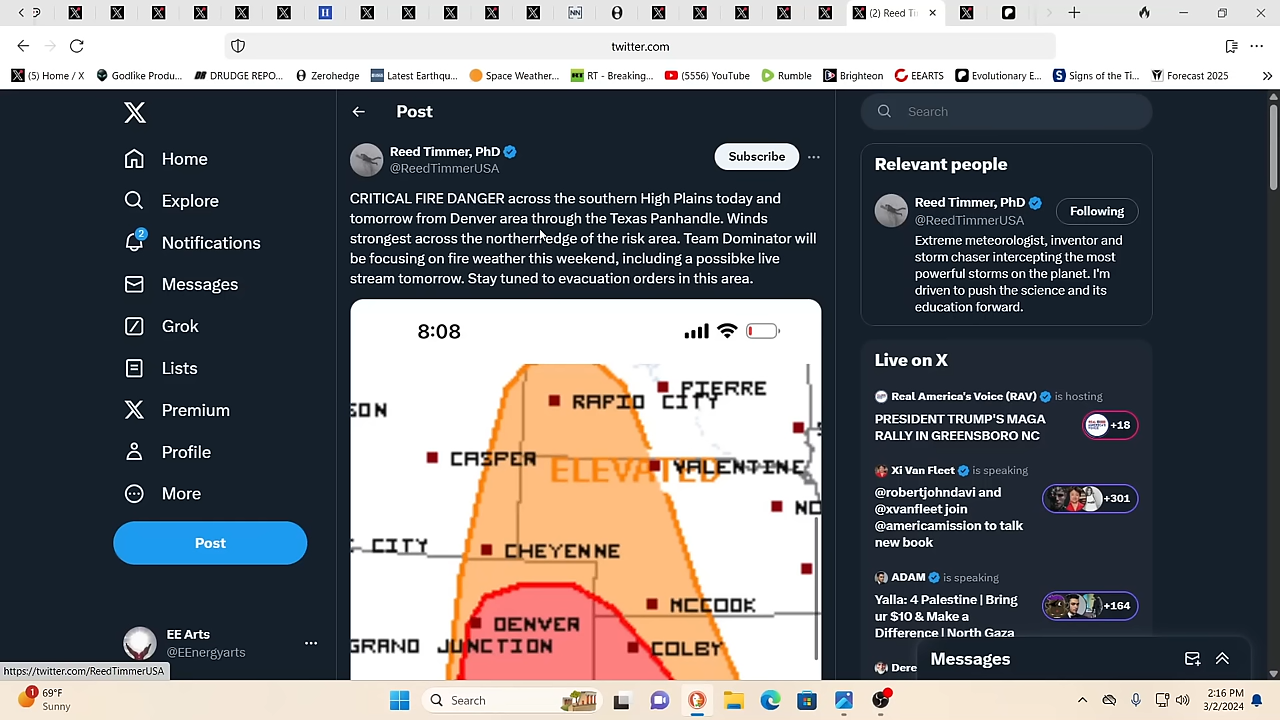 (2) Reed Ti
twitter.com
(5) Home / X
Godlike Produ...
DRUDGE REPO...
Zerohedge
Latest Earthqu...
Space Weather...
RT - Breaking...
(5556) YouTube
Rumble
Brighteon
EEARTS
Evolutionary E...
Signs of the Ti...
Forecast 2025
Home
Explore
2
Notifications
Messages
Grok
Lists
Premium
Profile
More
Post
EE Arts
@EEnergyarts
https://twitter.com/ReedTimmerUSA
Post
Reed Timmer, PhD
@ReedTimmerUSA
Subscribe
CRITICAL FIRE DANGER across the southern High Plains today and
tomorrow from Denver area through the Texas Panhandle. Winds
strongest across the northern edge of the risk area. Team Dominator will
be focusing on fire weather this weekend, including a possibke live
stream tomorrow. Stay tuned to evacuation orders in this area.
8:08
PIERRE
RAPID CITY
SON
CASPER
ELEVATED
VALENTINE
NO
CITY
CHEYENNE
MCCOOK
DENVER
GRAND JUNCTION
COLBY
Search
Relevant people
Reed Timmer, PhD
@ReedTimmerUSA
Following
Extreme meteorologist, inventor and
storm chaser intercepting the most
powerful storms on the planet. I'm
driven to push the science and its
education forward.
Live on X
Real America's Voice (RAV) is hosting
PRESIDENT TRUMP'S MAGA
RALLY IN GREENSBORO NC
+18
Xi Van Fleet is speaking
@robertjohndavi and
@xvanfleet join
@americamission to talk
new book
+301
ADAM is speaking
Yalla: 4 Palestine | Bring
ur $10 & Make a
Difference | North Gaza
+164
Dere
Messages
1
69°F
Sunny
Search
2:16 PM
3/2/2024